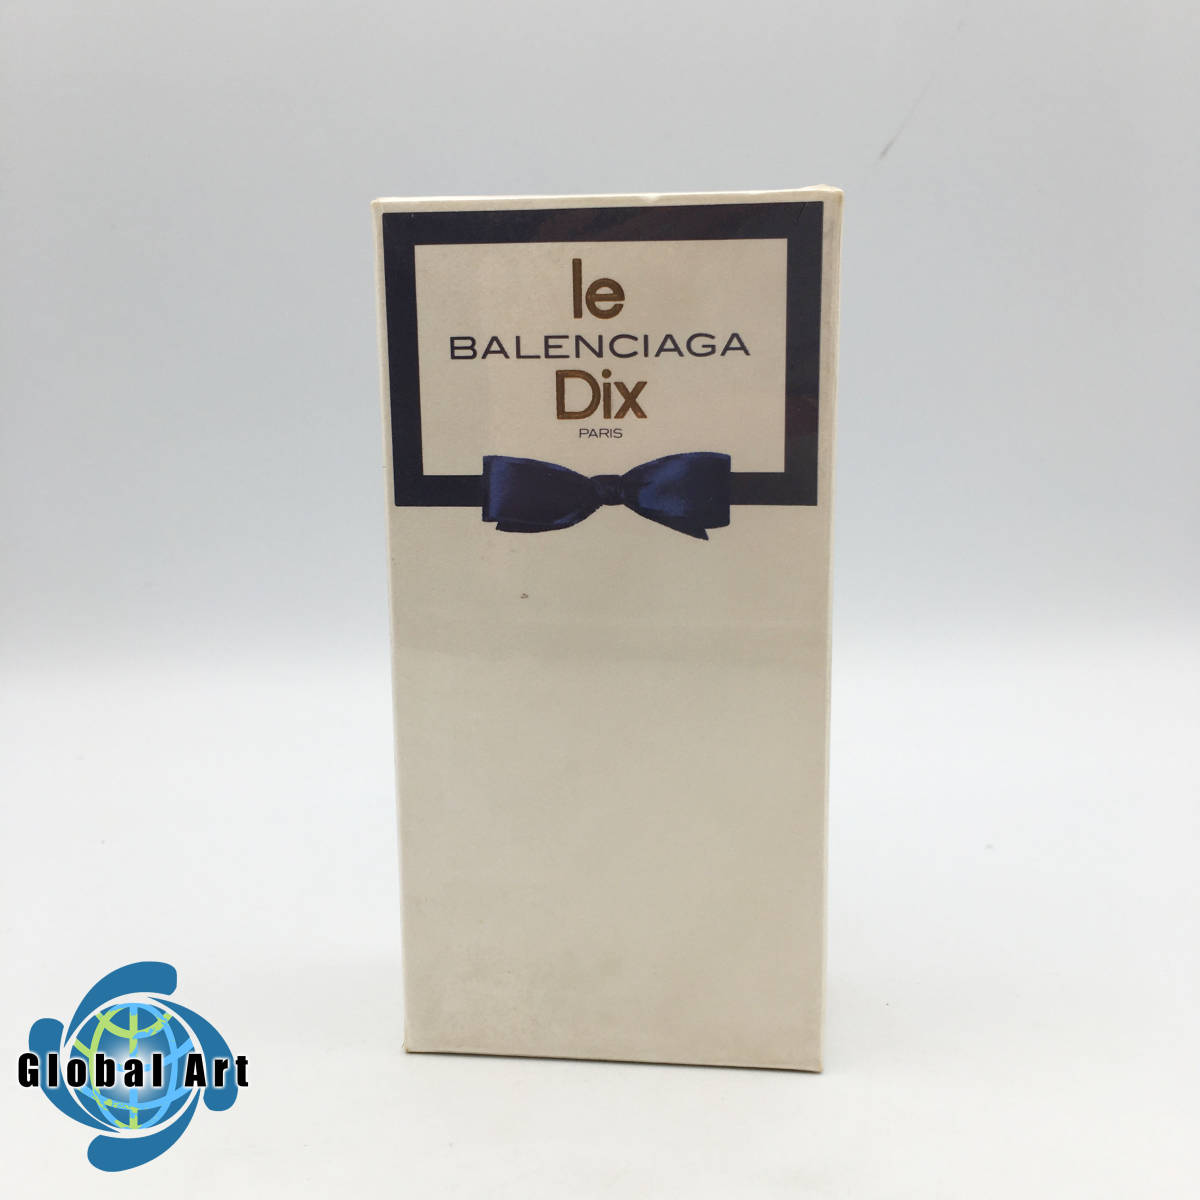 le
BALENCIAGA
Dix
PARIS
Global Art